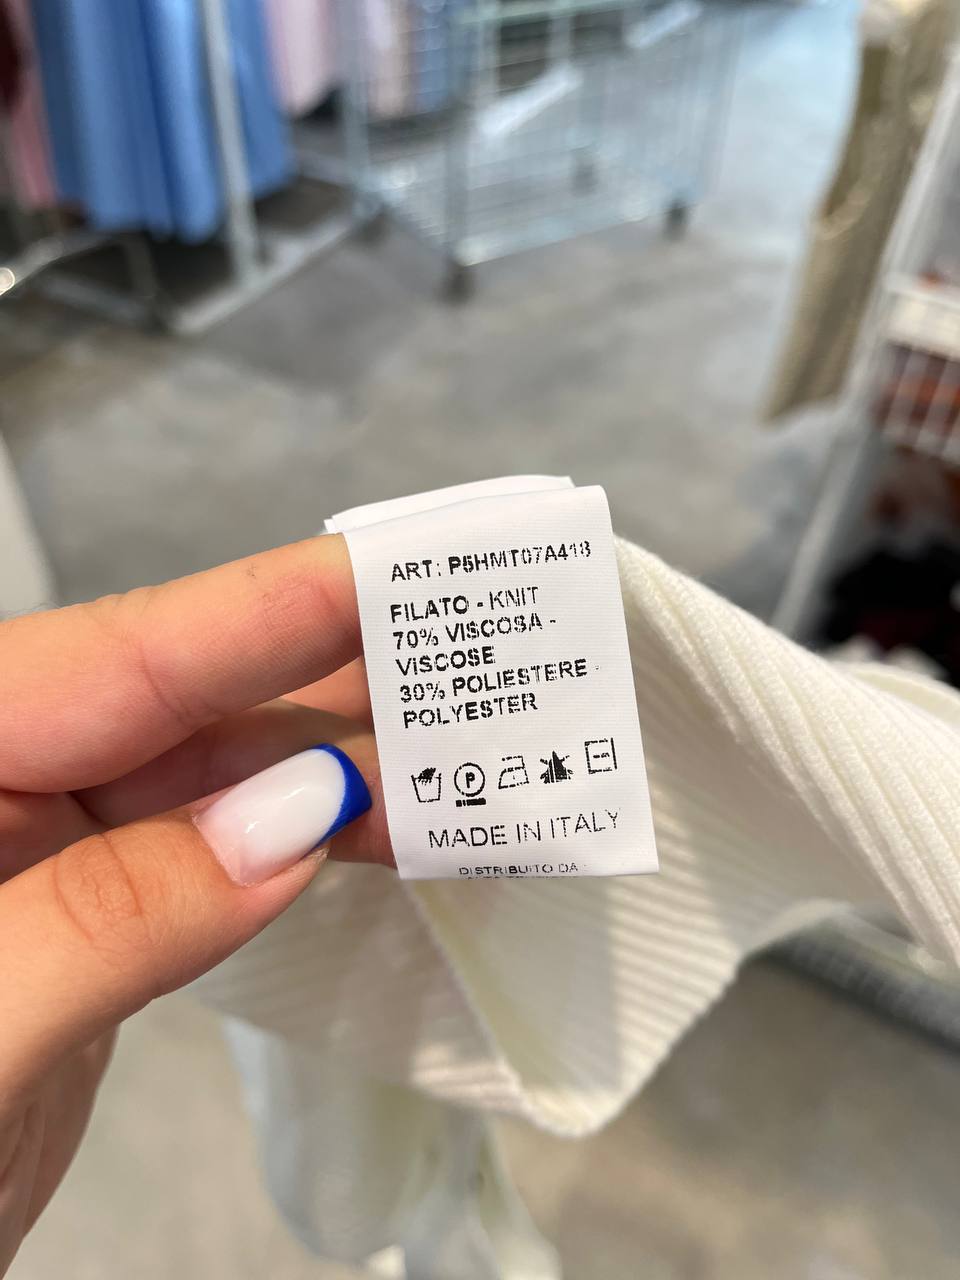 ART: P5HMT07A418
FILATO - KNIT
70% VISCOSA -
VISCOSE
30% POLIESTERE -
POLYESTER
P
MADE IN ITALY
DISTRIBUITO DA